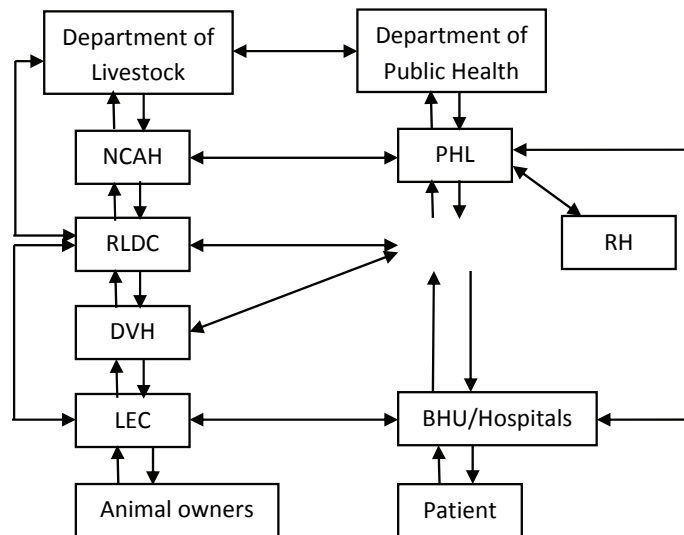 Department of
Livestock
Department of
Public Health
NCAH
PHL
RLDC
RH
DVH
LEC
BHU/Hospitals
Animal owners
Patient